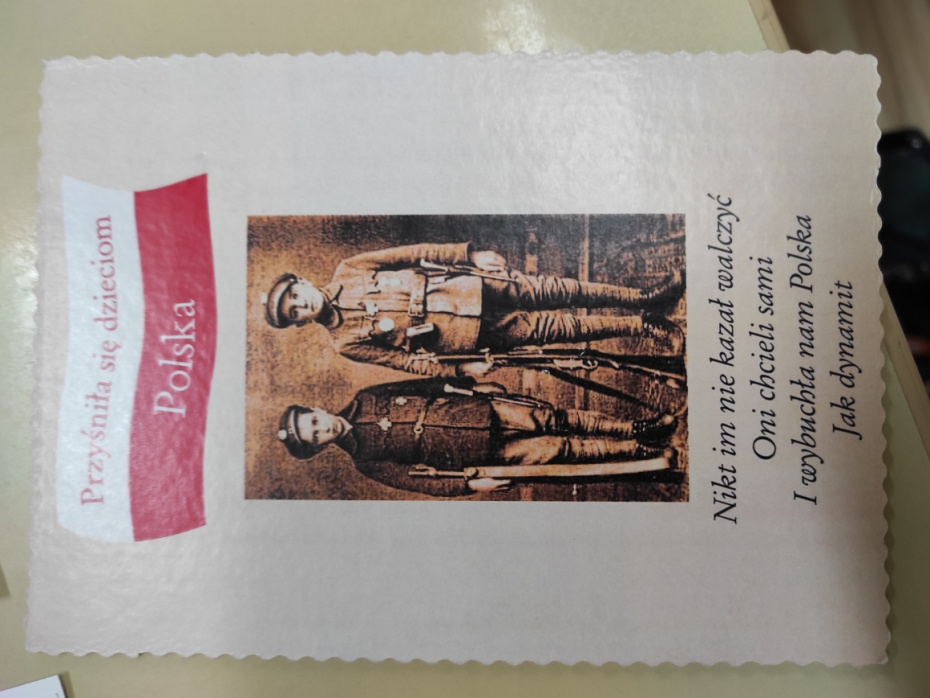 Przyśniła się dzieciom
Polska
Nikt im nie kazał walczyć
Oni chcieli sami
I wybuchła nam Polska
Jak dynamit